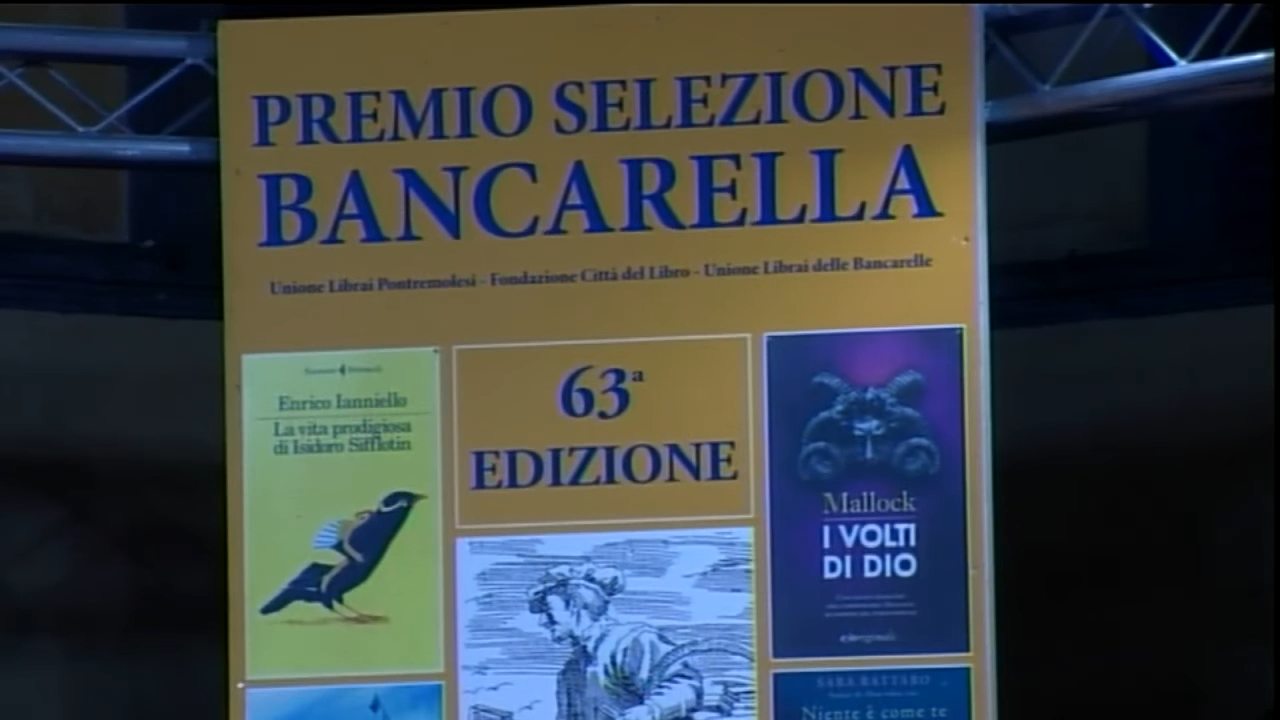 PREMIO SELEZIONE
BANCARELLA
Unione Librai Pontremolesi - Fondazione Città del Libro - Unione Librai delle Bancarelle
Enrico Ianniello
La vita prodigiosa
di Isidoro Sifflotin
63ª
EDIZIONE
Mallock
I VOLTI
DI DIO
SARA RATTARO
Niente è come te